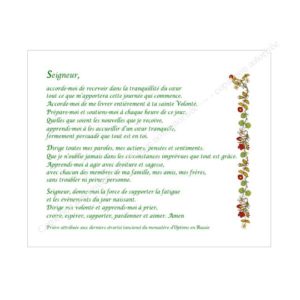 Seigneur,
accorde-moi de recevoir dans la tranquillité du cœur
tout ce que m'apportera cette journée qui commence.
Accorde-moi de me livrer entièrement à ta sainte Volonté.
Prépare-moi et soutiens-moi à chaque heure de ce jour.
Quelles que soient les nouvelles que je reçoive,
apprends-moi à les accueillir d'un cœur tranquille,
fermement persuadé que tout est en toi.
Dirige toutes mes paroles, mes actions, pensées et sentiments.
Que je n'oublie jamais dans les circonstances imprévues que tout est grâce.
Apprends-moi à agir avec droiture et sagesse,
avec chacun des membres de ma famille, mes amis, mes frères,
sans troubler ni peiner personne.
Seigneur, donne-moi la force de supporter la fatigue
et les événements du jour naissant.
Dirige ma volonté et apprends-moi à prier,
croire, espérer, supporter, pardonner et aimer. Amen
Prière attribuée aux derniers startsi (anciens) du monastère d'Optino en Russie